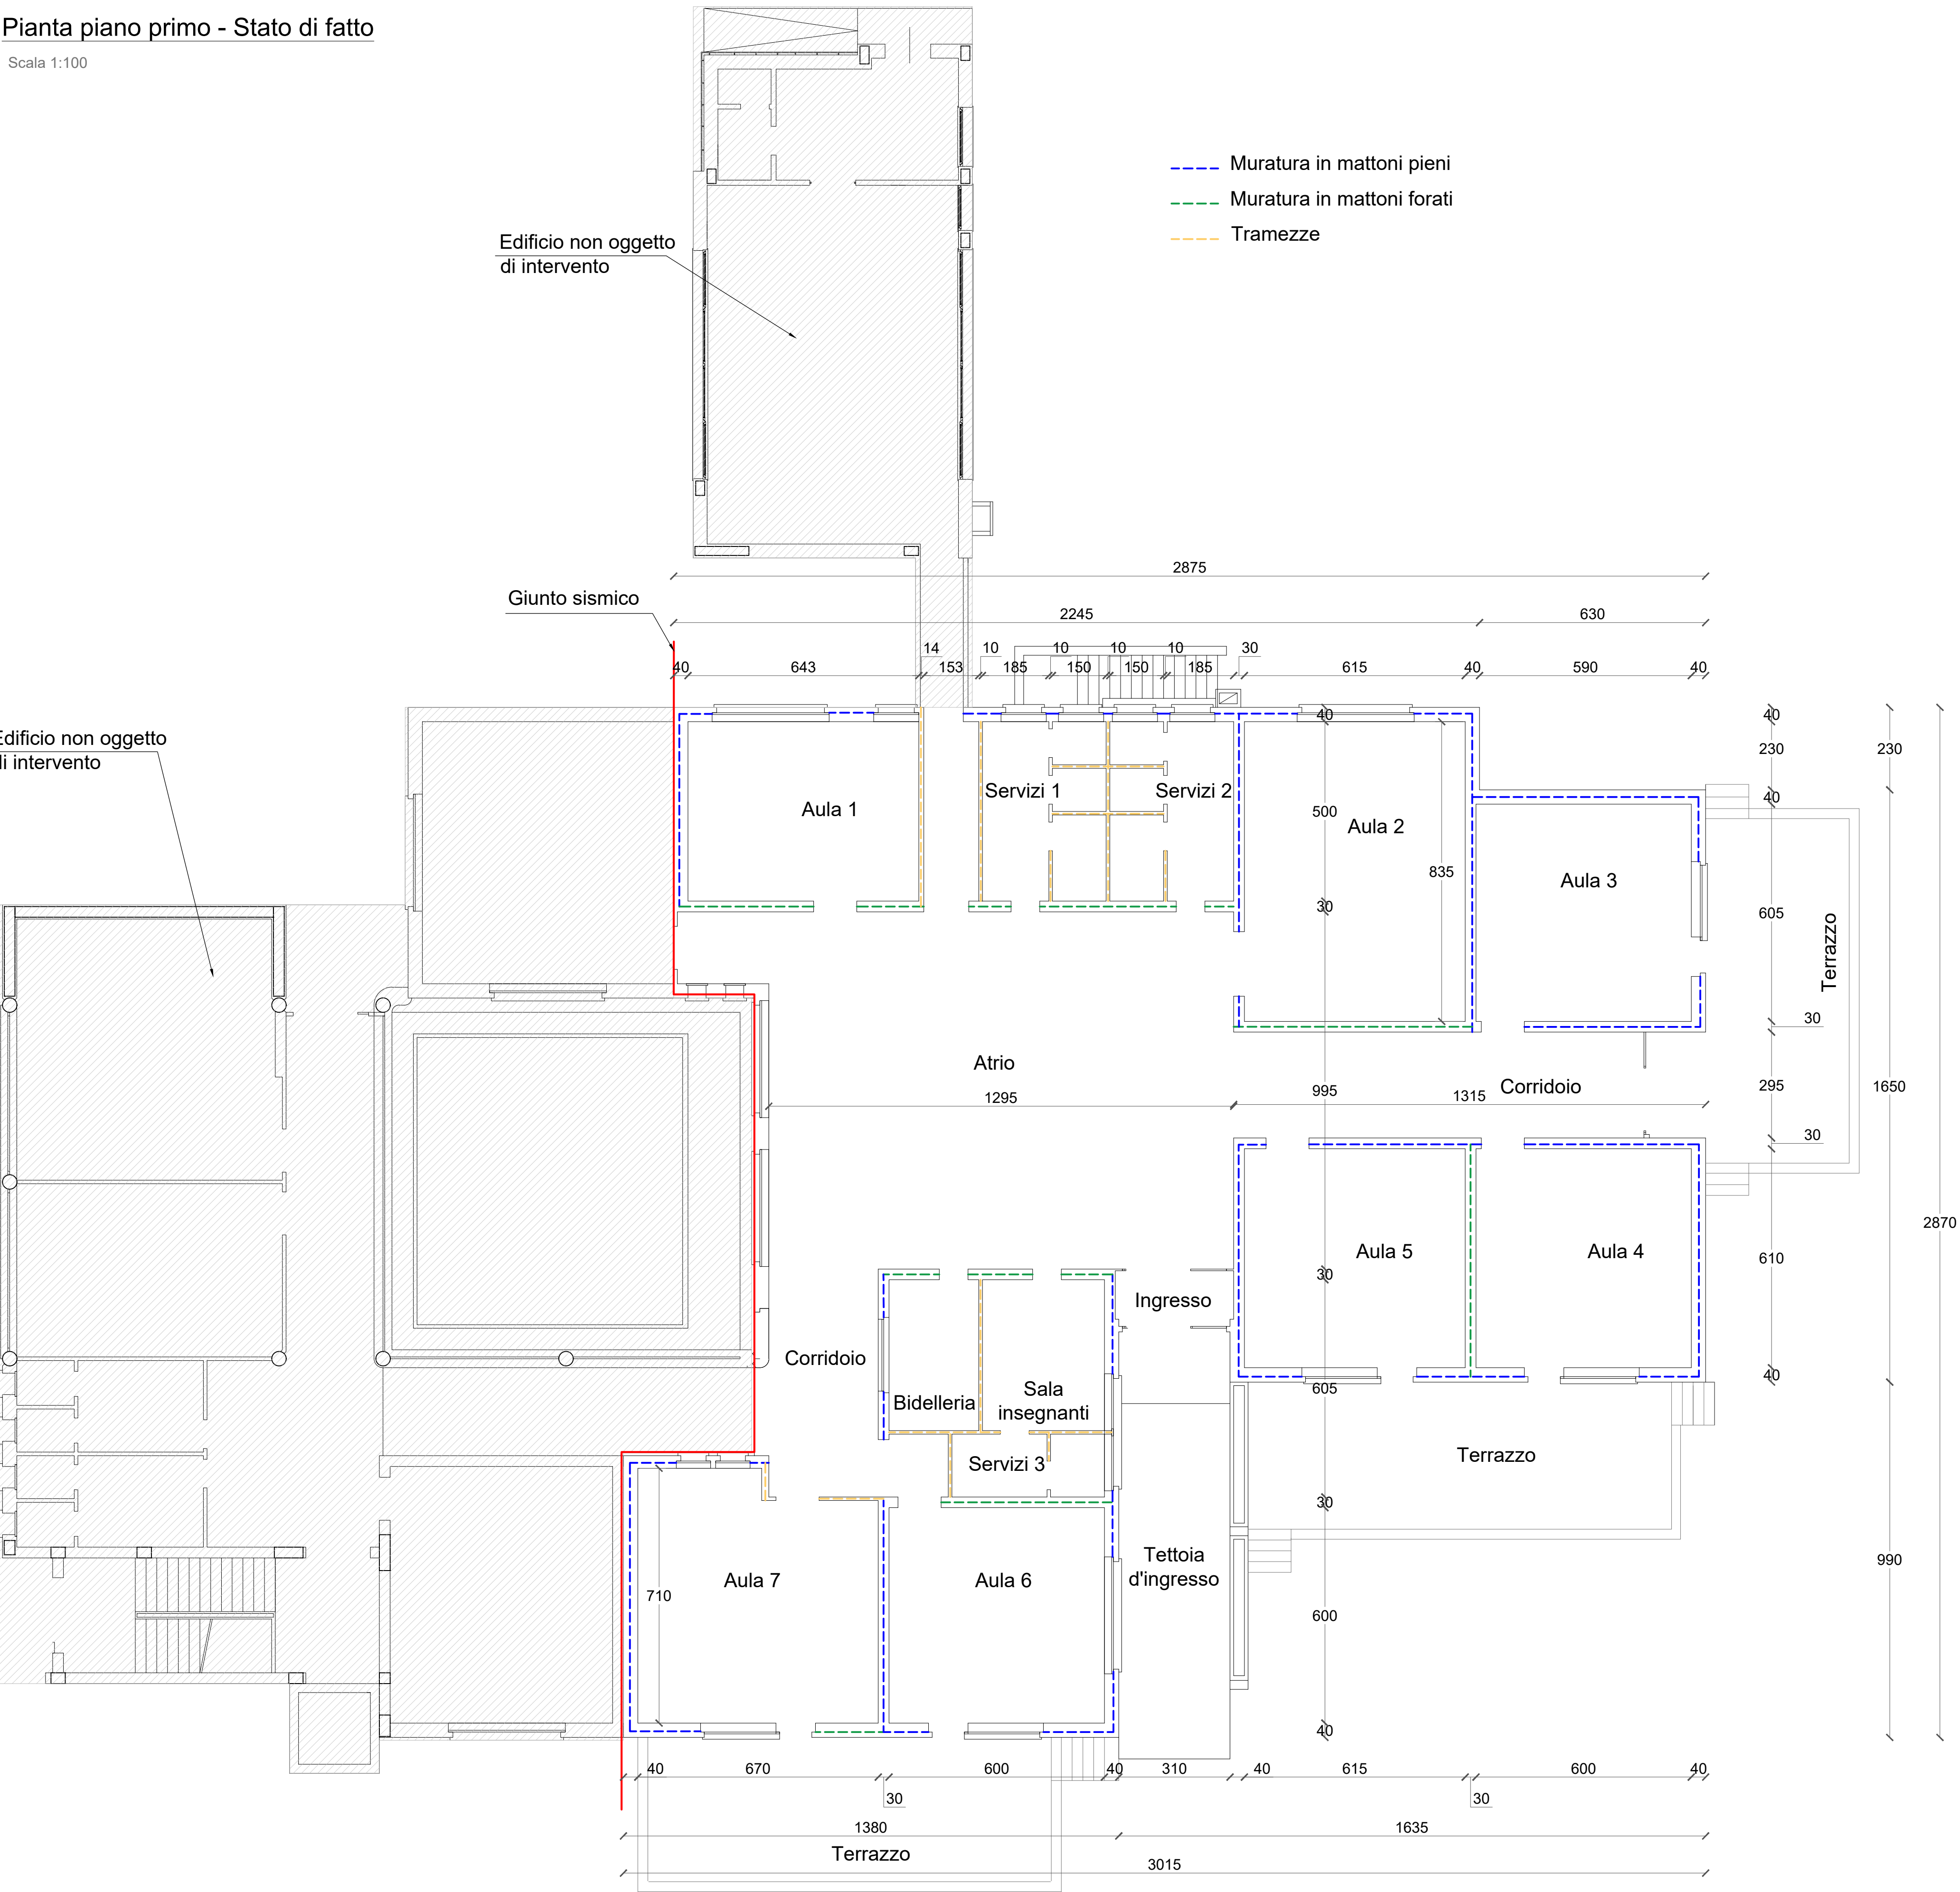 Pianta piano primo - Stato di fatto
Scala 1:100
Muratura in mattoni pieni
Muratura in mattoni forati
Tramezze
Edificio non oggetto
di intervento
2875
Giunto sismico
2245
630
14
10
10
10
10
30
40
643
153
185
150
150
185
615
40
590
40
Edificio non oggetto
di intervento
40
40
230
230
40
Servizi 1
Servizi 2
Aula 1
500
Aula 2
835
Aula 3
30
605
Terrazzo
30
Atrio
1295
995
1315
Corridoio
295
1650
30
2870
Aula 5
Aula 4
610
30
Ingresso
Corridoio
Bidelleria
Sala
insegnanti
605
40
Servizi 3
Terrazzo
30
Tettoia
d'ingresso
990
Aula 7
Aula 6
710
600
40
40
670
600
40
310
40
615
600
40
30
30
1380
1635
Terrazzo
3015